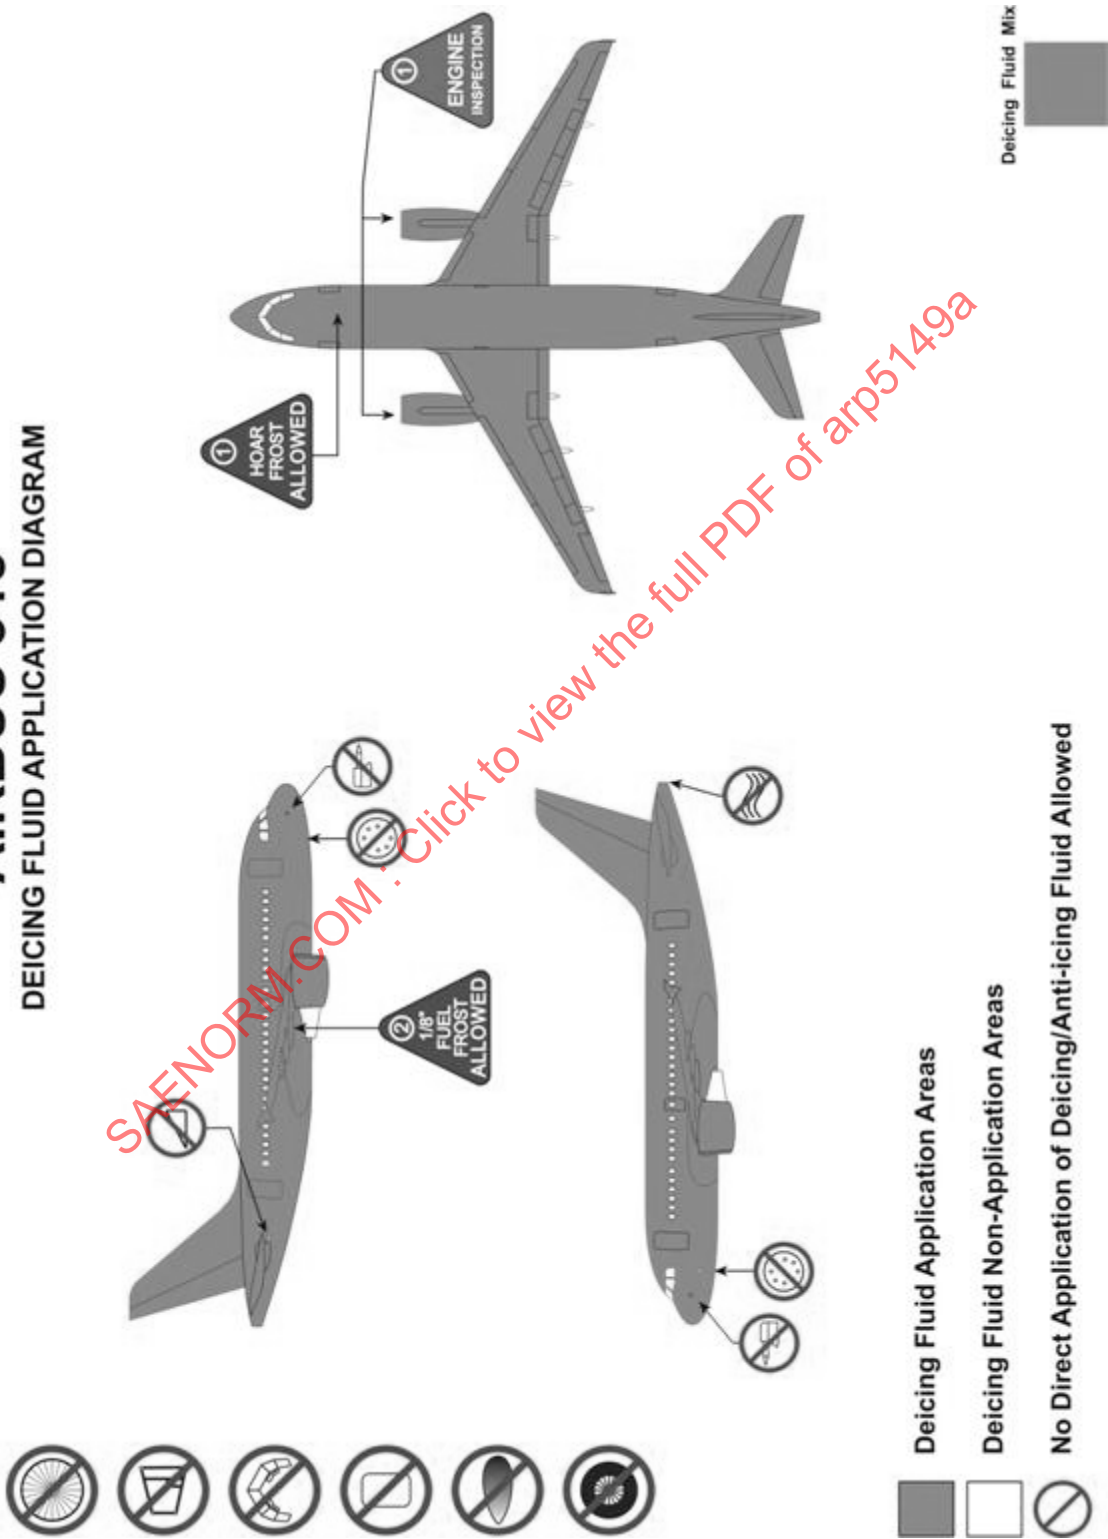 DEICING FLUID APPLICATION DIAGRAM
1
HOAR
FROST
ALLOWED
1
ENGINE
INSPECTION
2
1/8"
FUEL
FROST
ALLOWED
SAENORM.COM : Click to view the full PDF of arp5149a
Deicing Fluid Application Areas
Deicing Fluid Non-Application Areas
No Direct Application of Deicing/Anti-icing Fluid Allowed
Deicing Fluid Mix